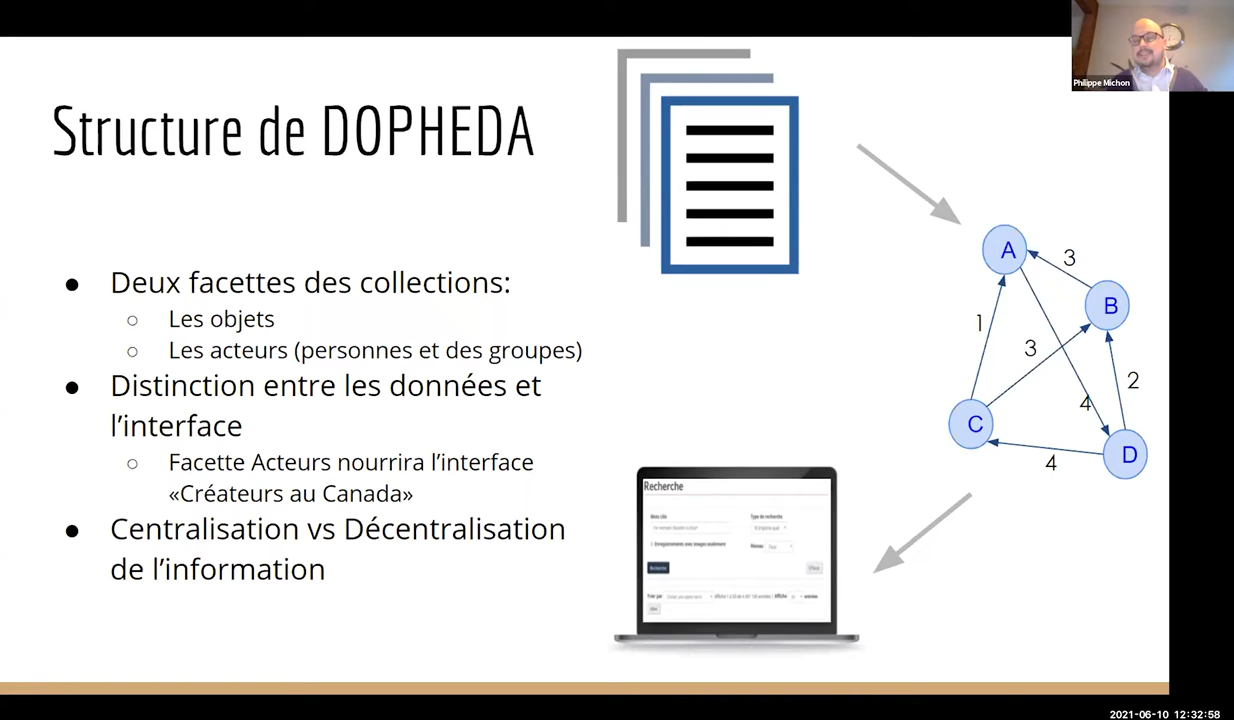 Structure de DOPHEDA
● Deux facettes des collections:
○ Les objets
○ Les acteurs (personnes et des groupes)
● Distinction entre les données et
l'interface
○ Facette Acteurs nourrira l'interface
«Créateurs au Canada»
● Centralisation vs Décentralisation
de l'information
Philippe Michon
A
3
B
1
3
2
4
C
D
4
Recherche
Mots clés
Type de recherche
Enregistrements avec images seulement
Recherche
Trier par
2021-06-10 12:32:58